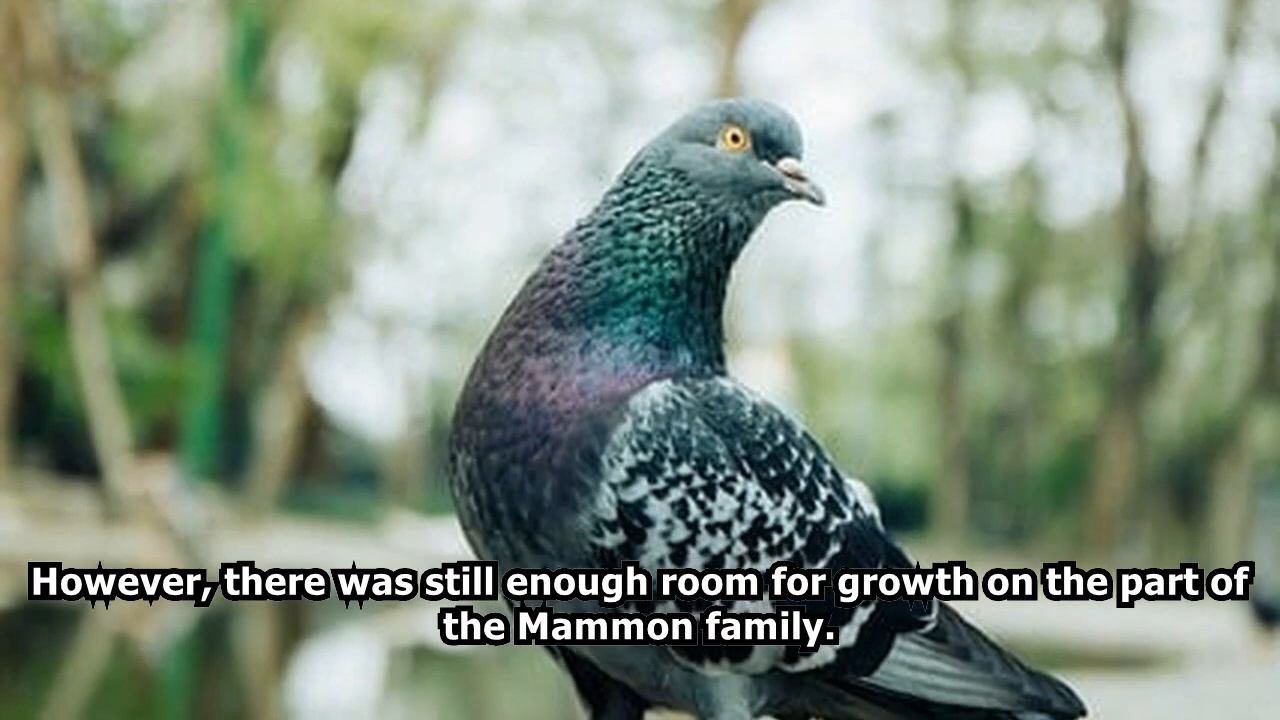 However, there was still enough room for growth on the part of
the Mammon family.